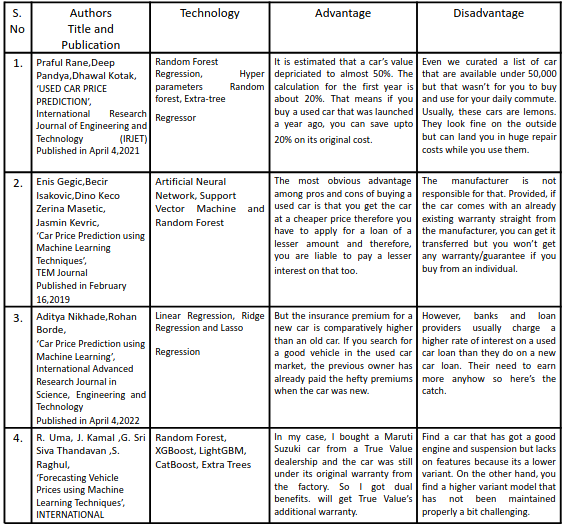 S.
No
Authors
Title and
Publication
Technology
Advantage
Disadvantage
1.
Praful Rane,Deep
Pandya,Dhawal Kotak,
‘USED CAR PRICE
PREDICTION’,
International Research
Journal of Engineering and
Technology (IRJET)
Published in April 4,2021
Random Forest
Regression, Hyper
parameters Random
forest, Extra-tree
Regressor
It is estimated that a car’s value
depriciated to almost 50%. The
calculation for the first year is
about 20%. That means if you
buy a used car that was launched
a year ago, you can save upto
20% on its original cost.
Even we curated a list of car
that are available under 50,000
but that wasn’t for you to buy
and use for your daily commute.
Usually, these cars are lemons.
They look fine on the outside
but can land you in huge repair
costs while you use them.
2.
Enis Gegic,Becir
Isakovic,Dino Keco
Zerina Masetic,
Jasmin Kevric,
‘Car Price Prediction using
Machine Learning
Techniques’,
TEM Journal
Published in February
16,2019
Artificial Neural
Network, Support
Vector Machine and
Random Forest
The most obvious advantage
among pros and cons of buying a
used car is that you get the car
at a cheaper price therefore you
have to apply for a loan of a
lesser amount and therefore,
you are liable to pay a lesser
interest on that too.
The manufacturer is not
responsible for that. Provided, if
the car comes with an already
existing warranty straight from
the manufacturer, you can get it
transferred but you won’t get
any warranty/guarantee if you
buy from an individual.
3.
Aditya Nikhade,Rohan
Borde,
‘Car Price Prediction using
Machine Learning’,
International Advanced
Research Journal in
Science, Engineering and
Technology
Published in April 4,2022
Linear Regression, Ridge
Regression and Lasso
Regression
But the insurance premium for a
new car is comparatively higher
than an old car. If you search for
a good vehicle in the used car
market, the previous owner has
already paid the hefty premiums
when the car was new.
However, banks and loan
providers usually charge a
higher rate of interest on a used
car loan than they do on a new
car loan. Their need to earn
more anyhow so here’s the
catch.
4.
R. Uma, J. Kamal ,G. Sri
Siva Thandavan ,S.
Raghul,
‘Forecasting Vehicle
Prices using Machine
Learning Techniques’,
INTERNATIONAL
Random Forest,
XGBoost, LightGBM,
CatBoost, Extra Trees
In my case, I bought a Maruti
Suzuki car from a True Value
dealership and the car was still
under its original warranty from
the factory. So I got dual
benefits. will get True Value’s
additional warranty.
Find a car that has got a good
engine and suspension but lacks
on features because its a lower
variant. On the other hand, you
find a higher variant model that
has not been maintained
properly a bit challenging.